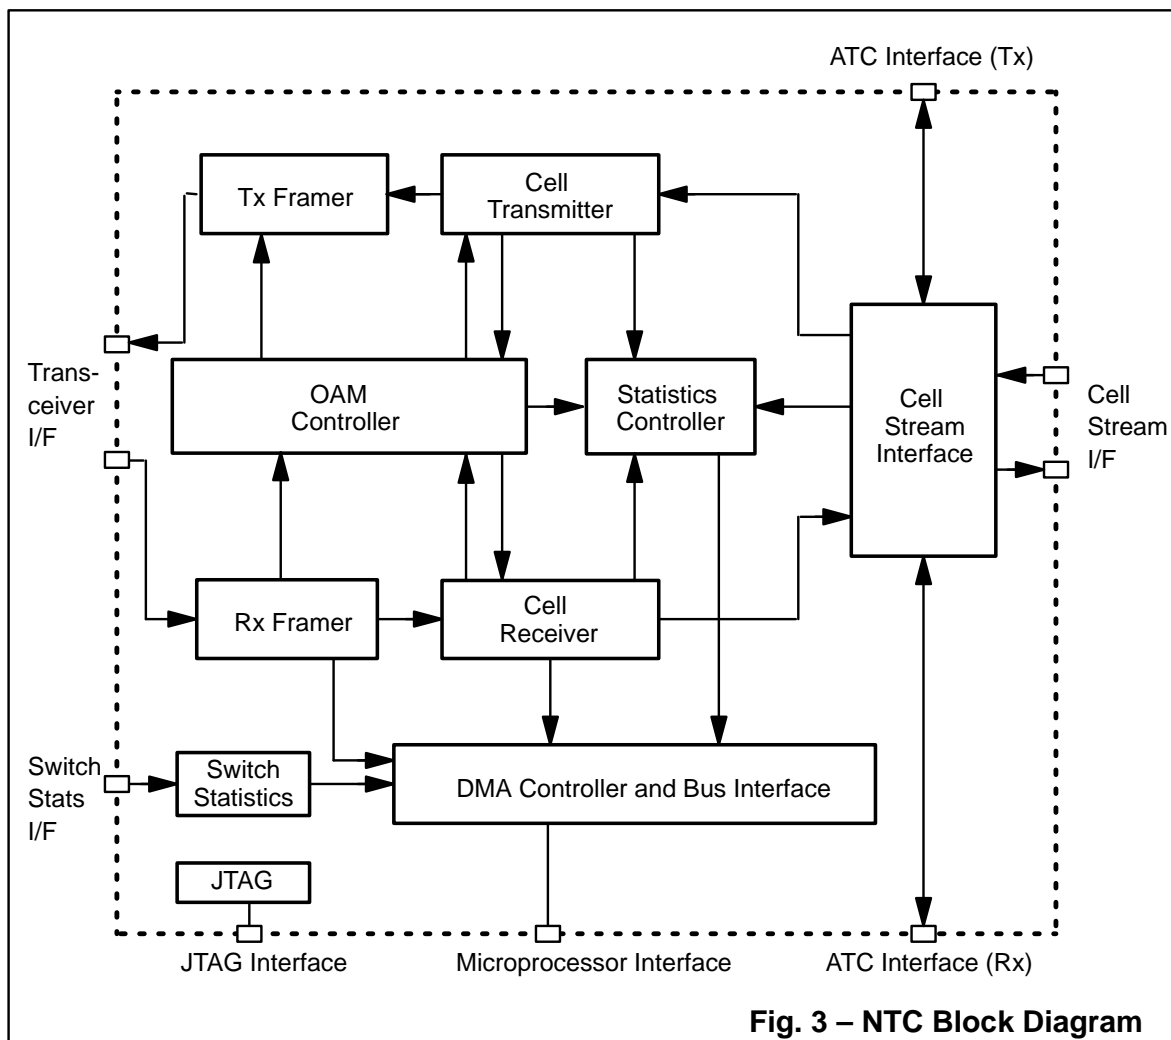 ATC Interface (Tx)
Tx Framer
Cell
Transmitter
Trans-
ceiver
I/F
OAM
Controller
Statistics
Controller
Cell
Stream
Interface
Cell
Stream
I/F
Rx Framer
Cell
Receiver
Switch
Stats
I/F
Switch
Statistics
DMA Controller and Bus Interface
JTAG
JTAG Interface
Microprocessor Interface
ATC Interface (Rx)
Fig. 3 – NTC Block Diagram